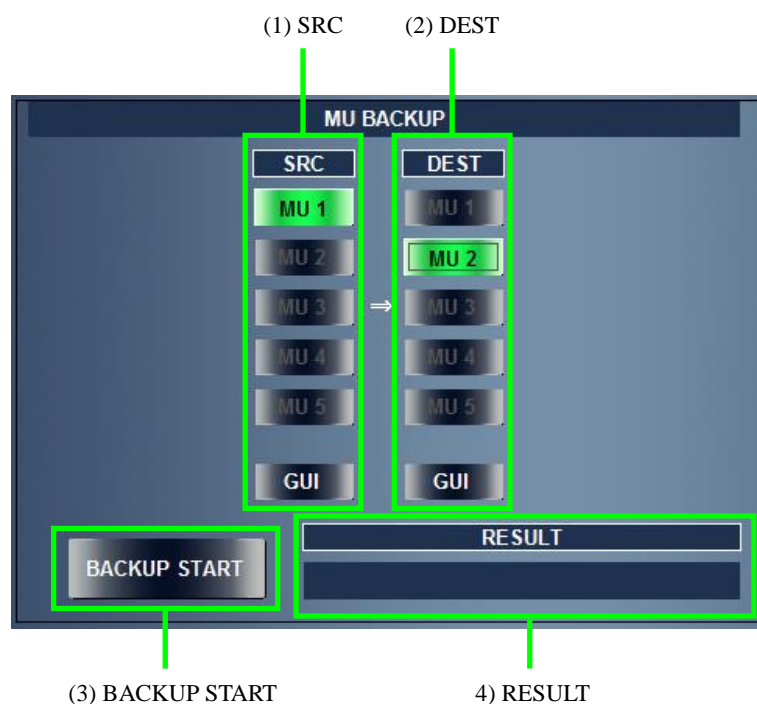 (1) SRC (2) DEST
MU BACKUP
SRC DEST
MU 1 MU 1
MU 2 MU 2
MU 3 ⇒ MU 3
MU 4 MU 4
MU 5 MU 5
GUI GUI
RESULT
BACKUP START
(3) BACKUP START 4) RESULT